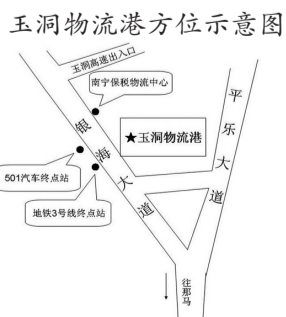 玉洞物流港方位示意图
玉洞高速出入口
南宁保税物流中心
银海大道
★玉洞物流港
平乐大道
501汽车终点站
地铁3号线终点站
往那马